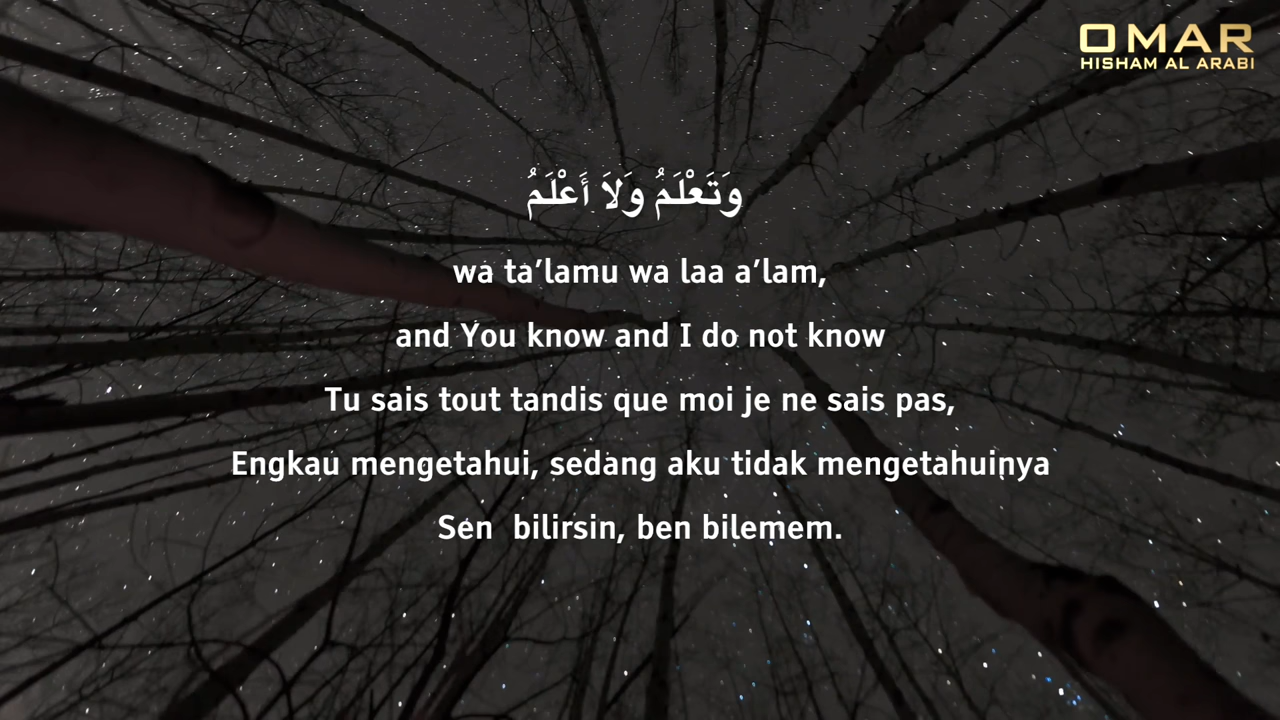 OMAR
HISHAM AL ARABI
وَتَعْلَمُ وَلاَ أَعْلَمُ
wa ta’lamu wa laa a’lam,
and You know and I do not know
Tu sais tout tandis que moi je ne sais pas,
Engkau mengetahui, sedang aku tidak mengetahuinya
Sen  bilirsin, ben bilemem.